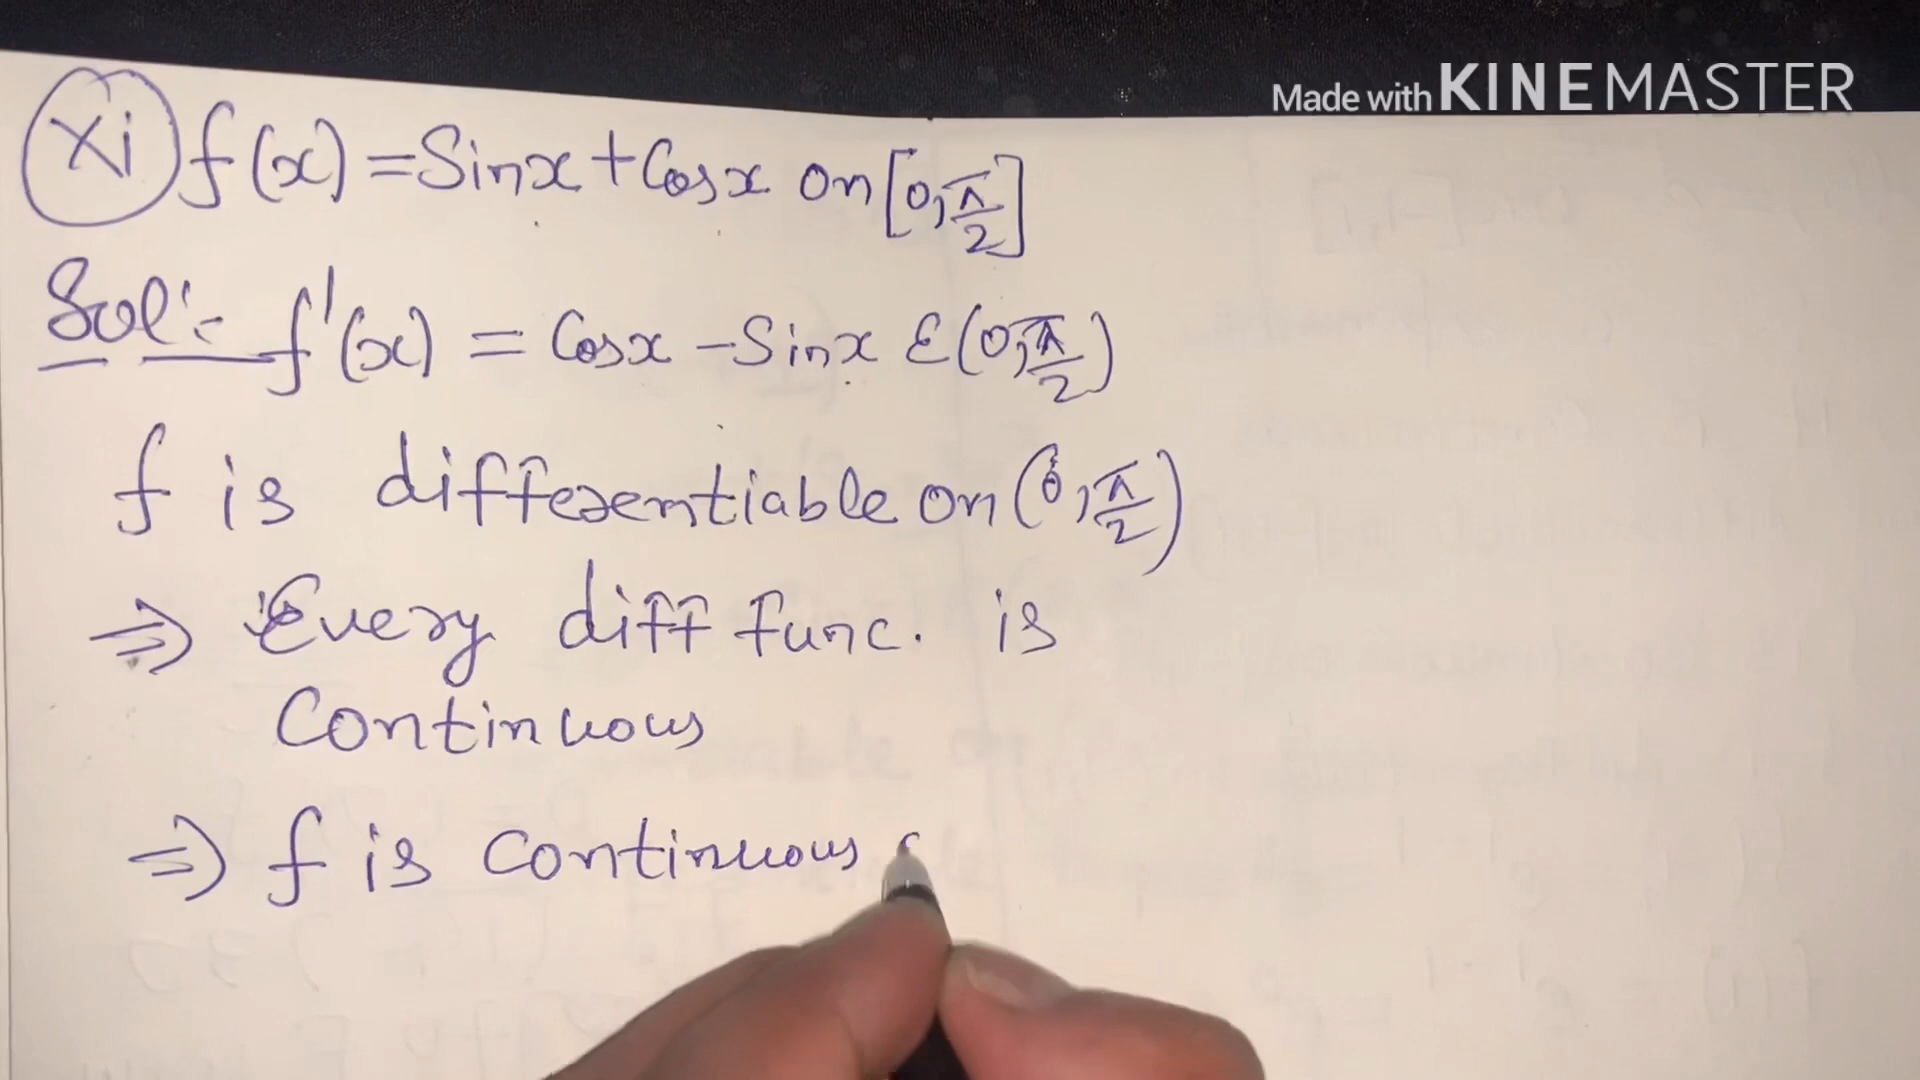 Made with KINEMASTER
xi f(x) = Sinx + Cosx on [0, π/2]
Sol:- f'(x) = Cosx - Sinx ε (0, π/2)
f is differentiable on (0, π/2)
⇒ Every diff func. is
Continuous
⇒ f is continuous